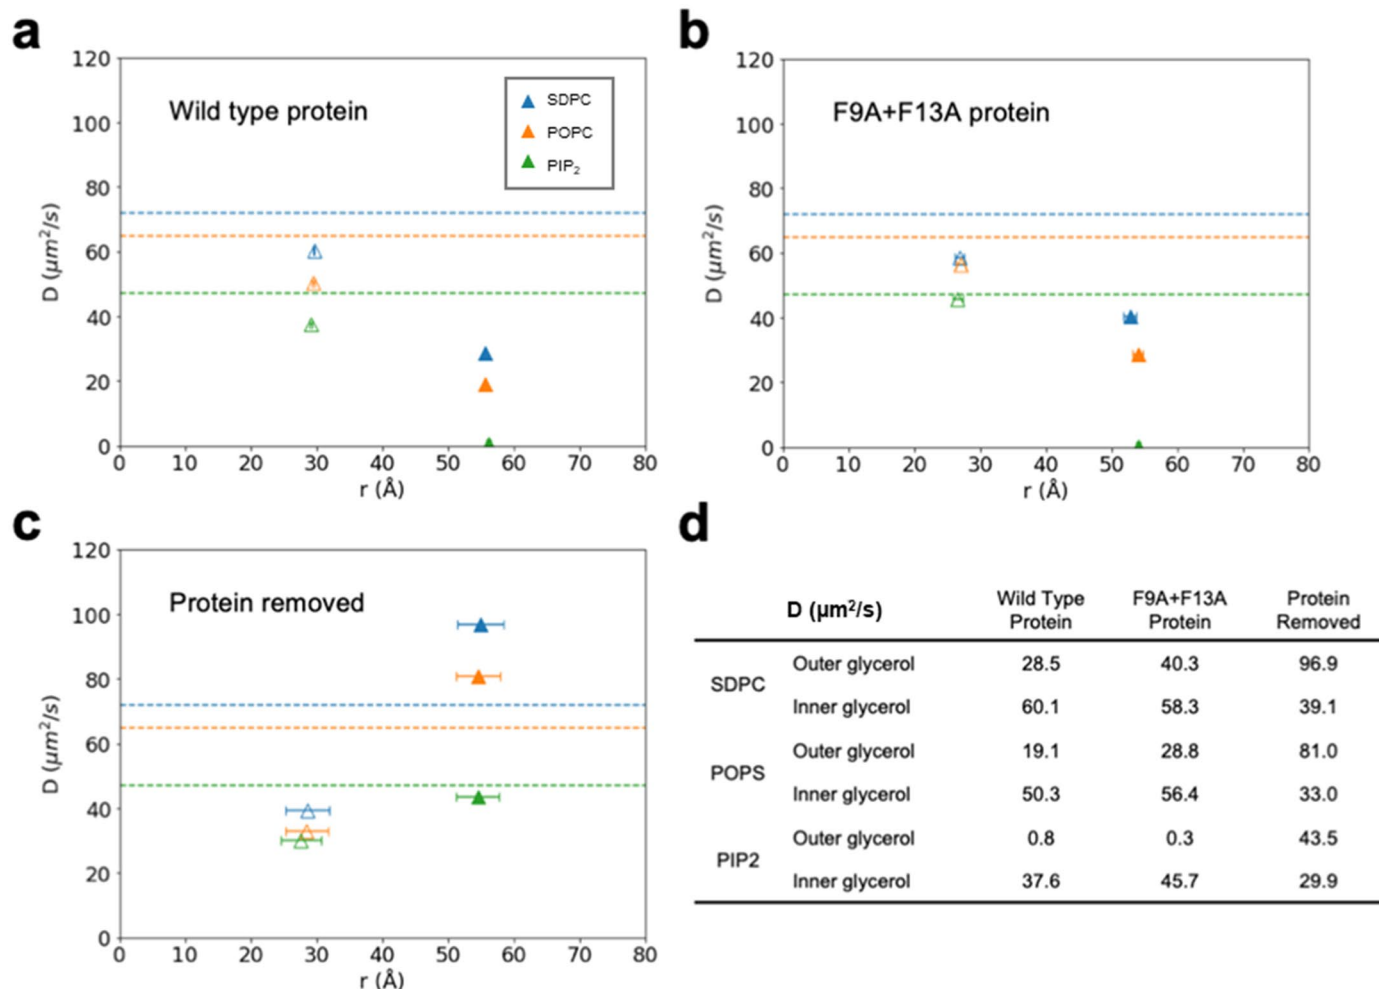 a
120
100
80
60
40
20
0
D (μm²/s)
Wild type protein
SDPC
POPC
PIP₂
0 10 20 30 40 50 60 70 80
r (Å)
b
120
100
80
60
40
20
0
D (μm²/s)
F9A+F13A protein
0 10 20 30 40 50 60 70 80
r (Å)
c
120
100
80
60
40
20
0
D (μm²/s)
Protein removed
0 10 20 30 40 50 60 70 80
r (Å)
d
D (μm²/s) Wild Type Protein F9A+F13A Protein Protein Removed
SDPC
Outer glycerol 28.5 40.3 96.9
Inner glycerol 60.1 58.3 39.1
POPS
Outer glycerol 19.1 28.8 81.0
Inner glycerol 50.3 56.4 33.0
PIP2
Outer glycerol 0.8 0.3 43.5
Inner glycerol 37.6 45.7 29.9